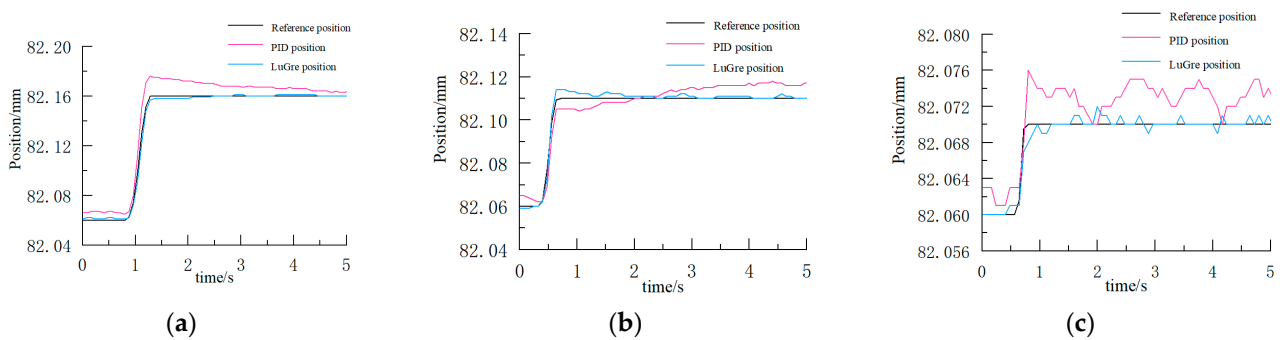 Reference position
PID position
LuGre position
Position/mm
82.20
82.16
82.12
82.08
82.04
0 1 2 3 4 5
time/s
(a)
Reference position
PID position
LuGre position
Position/mm
82.14
82.12
82.10
82.08
82.06
82.04
0 1 2 3 4 5
time/s
(b)
Reference position
PID position
LuGre position
Position/mm
82.080
82.076
82.072
82.068
82.064
82.060
82.056
0 1 2 3 4 5
time/s
(c)